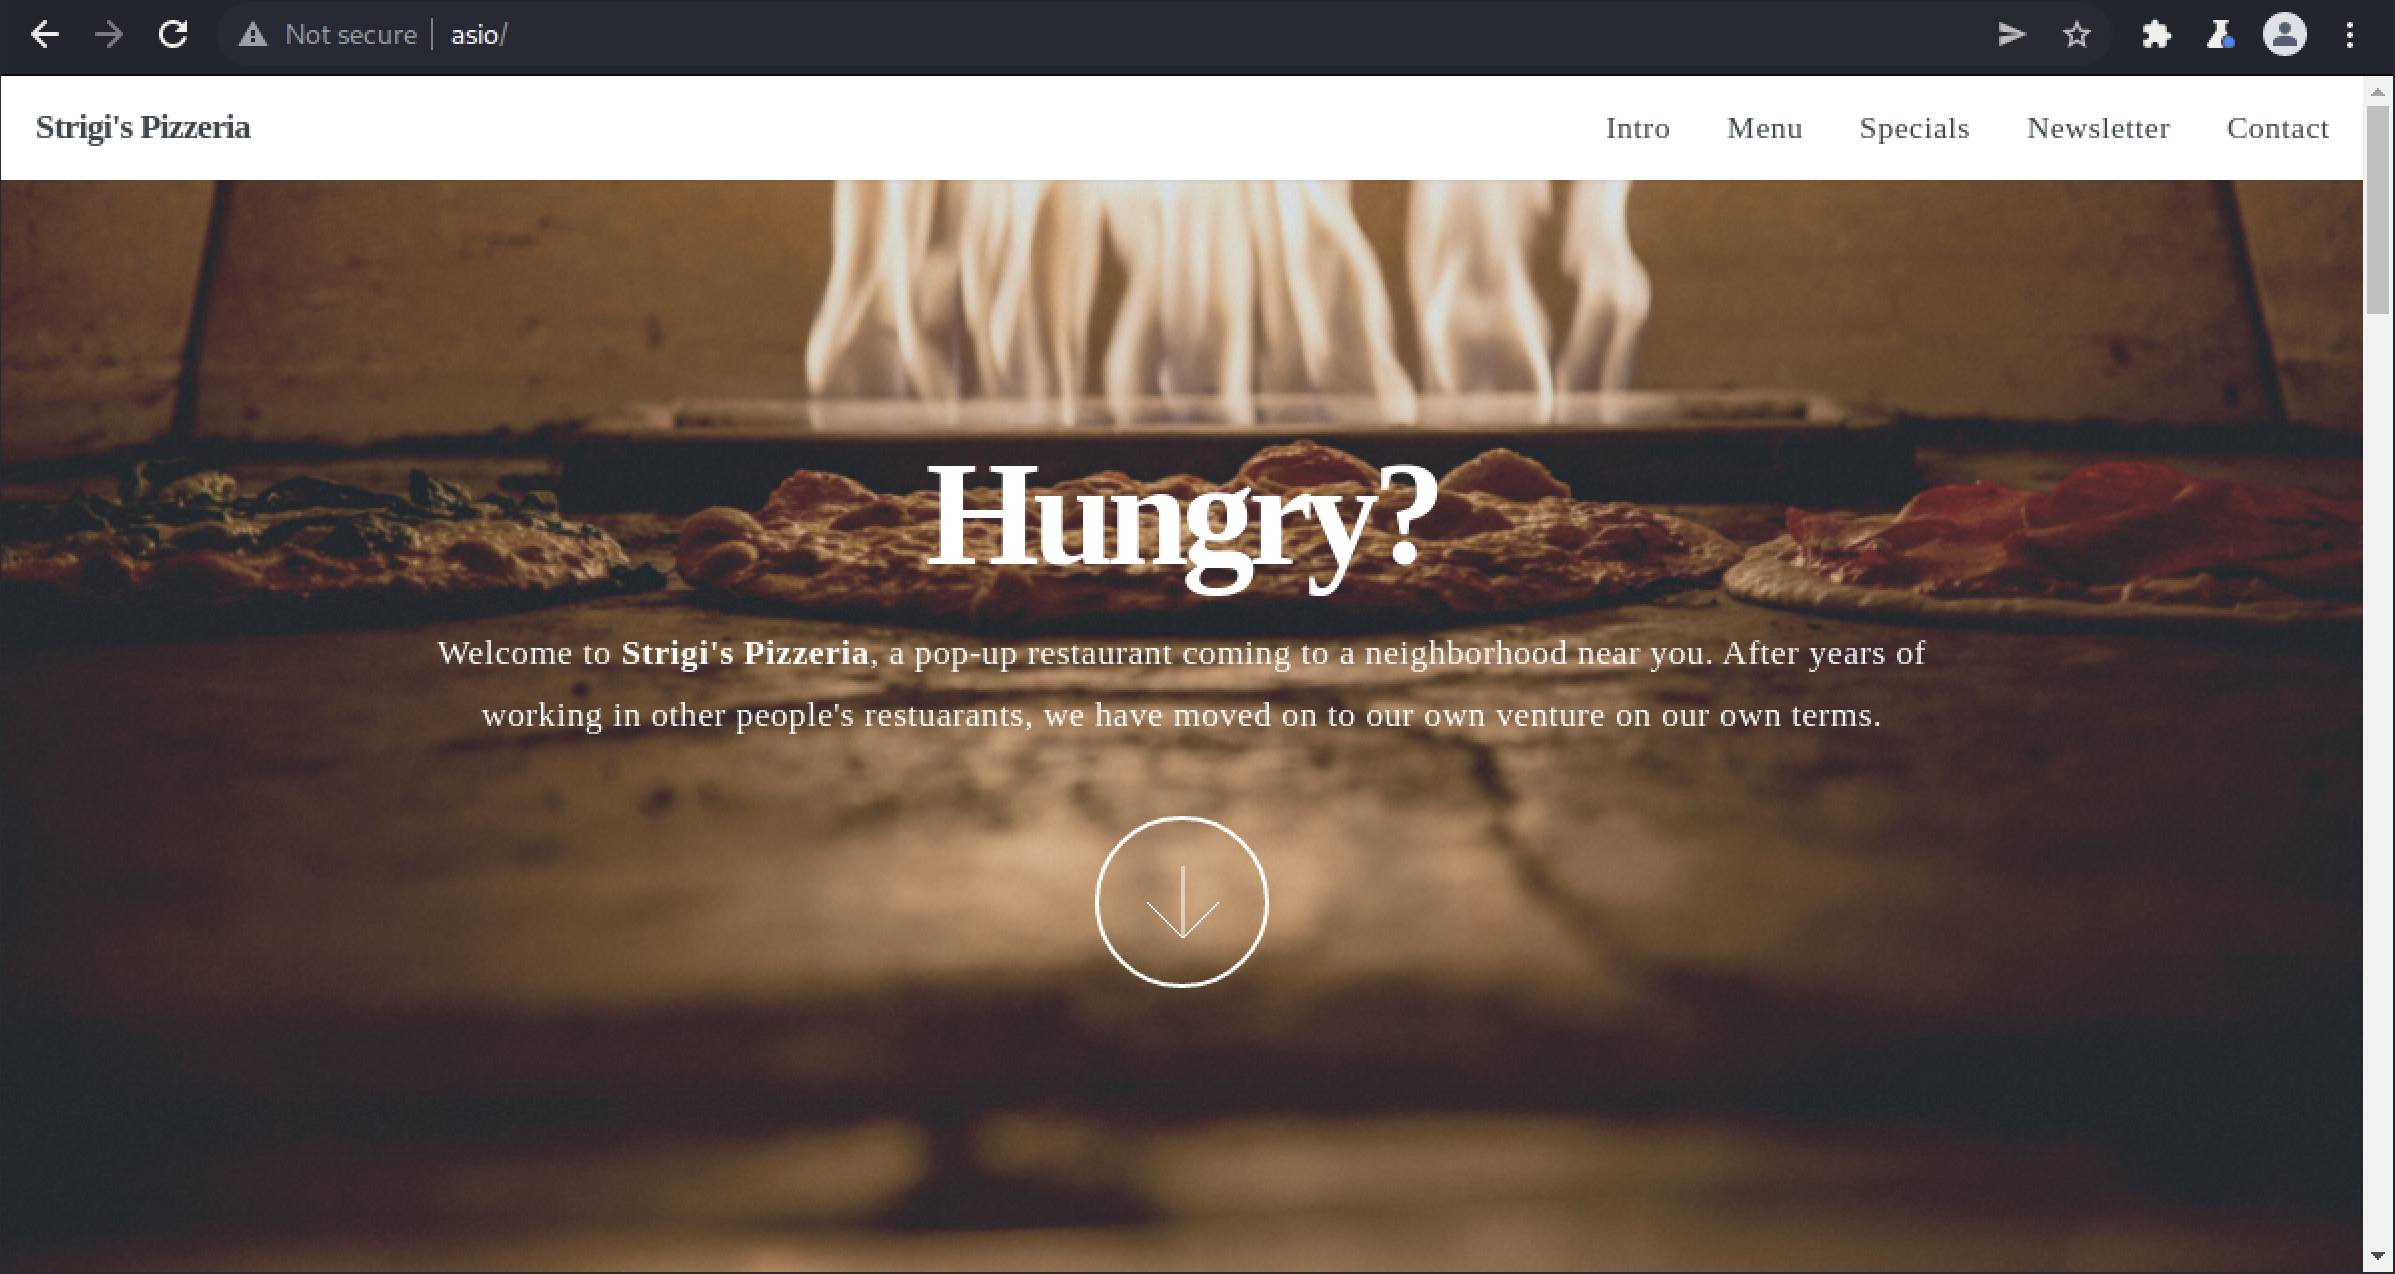 Not secure | asio/
Strigi's Pizzeria
Intro Menu Specials Newsletter Contact
Hungry?
Welcome to Strigi's Pizzeria, a pop-up restaurant coming to a neighborhood near you. After years of
working in other people's restuarants, we have moved on to our own venture on our own terms.